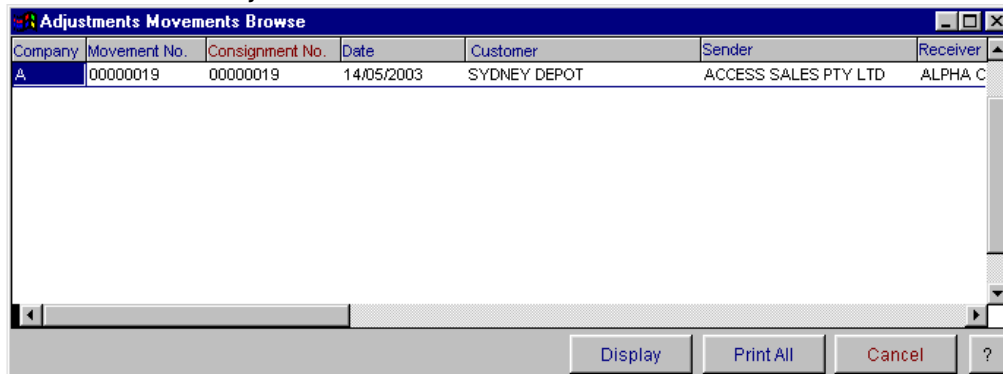 Adjustments Movements Browse
Company Movement No. Consignment No. Date Customer Sender Receiver
A 00000019 00000019 14/05/2003 SYDNEY DEPOT ACCESS SALES PTY LTD ALPHA C
Display Print All Cancel ?